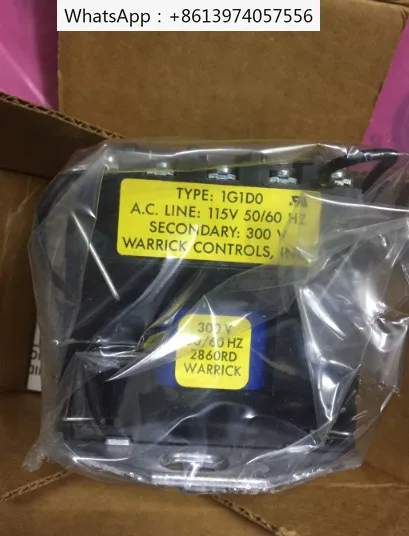 WhatsApp：+8613974057556
TYPE: 1G1D0
A.C. LINE: 115V 50/60 HZ
SECONDARY: 300 V
WARRICK CONTROLS, IN
300 V
50/60 HZ
2860RD
WARRICK